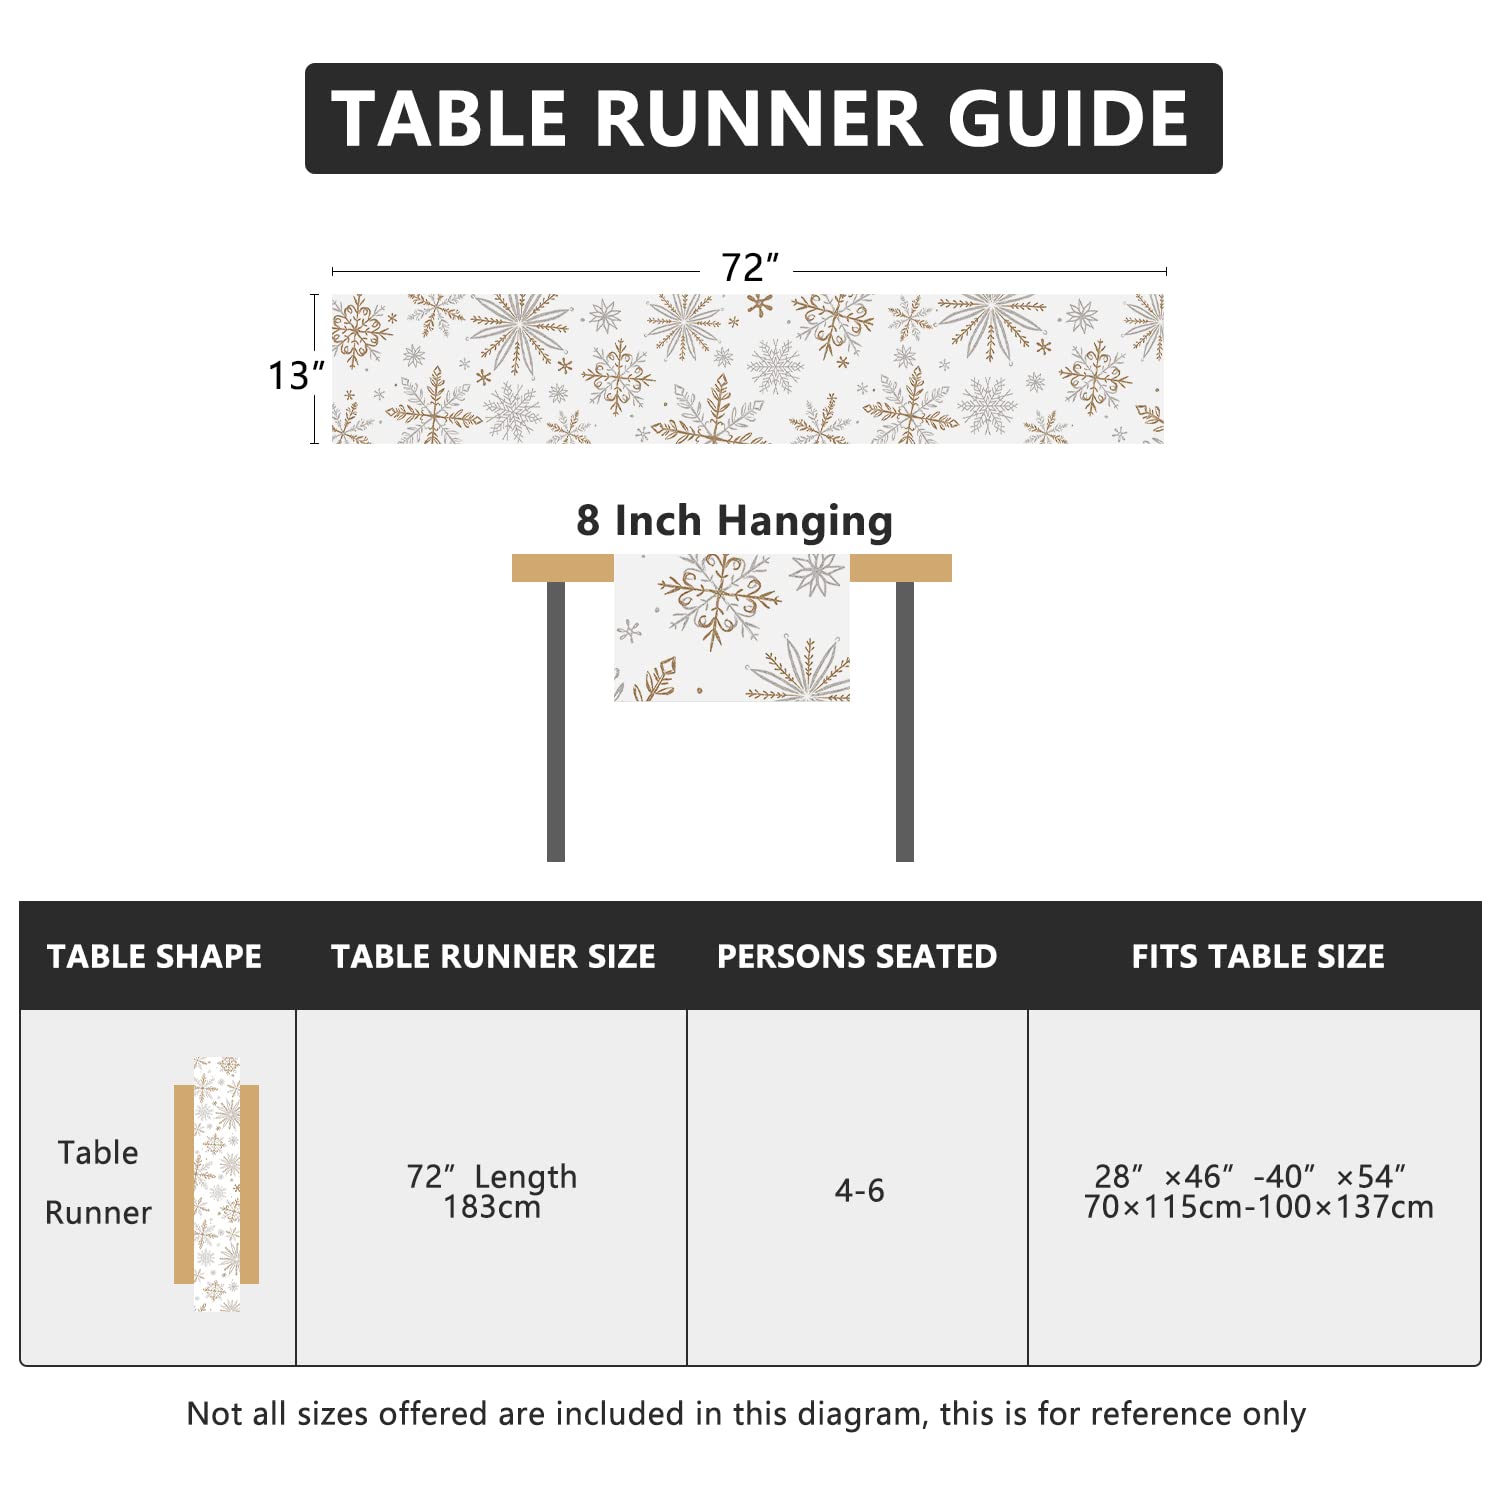 TABLE RUNNER GUIDE
72”
13”
8 Inch Hanging
TABLE SHAPE
TABLE RUNNER SIZE
PERSONS SEATED
FITS TABLE SIZE
Table
Runner
72” Length
183cm
4-6
28” ×46” -40” ×54”
70×115cm-100×137cm
Not all sizes offered are included in this diagram, this is for reference only